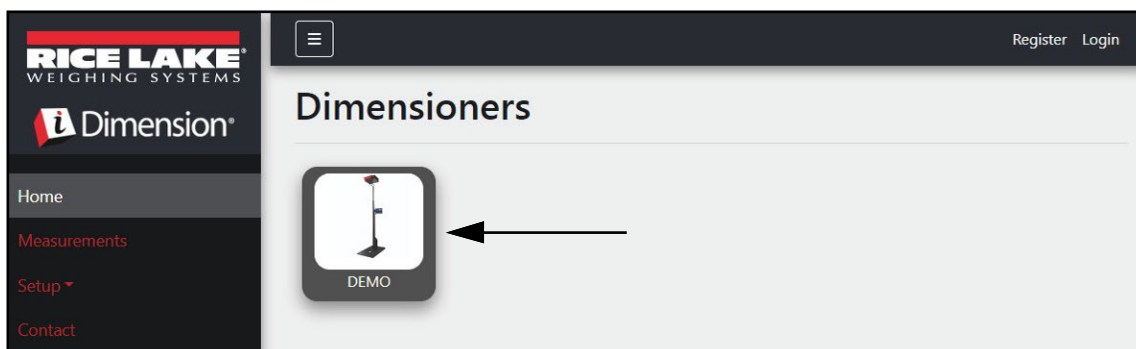 RICE LAKE®
WEIGHING SYSTEMS
iDimension®
Home
Measurements
Setup
Contact
Register Login
Dimensioners
DEMO